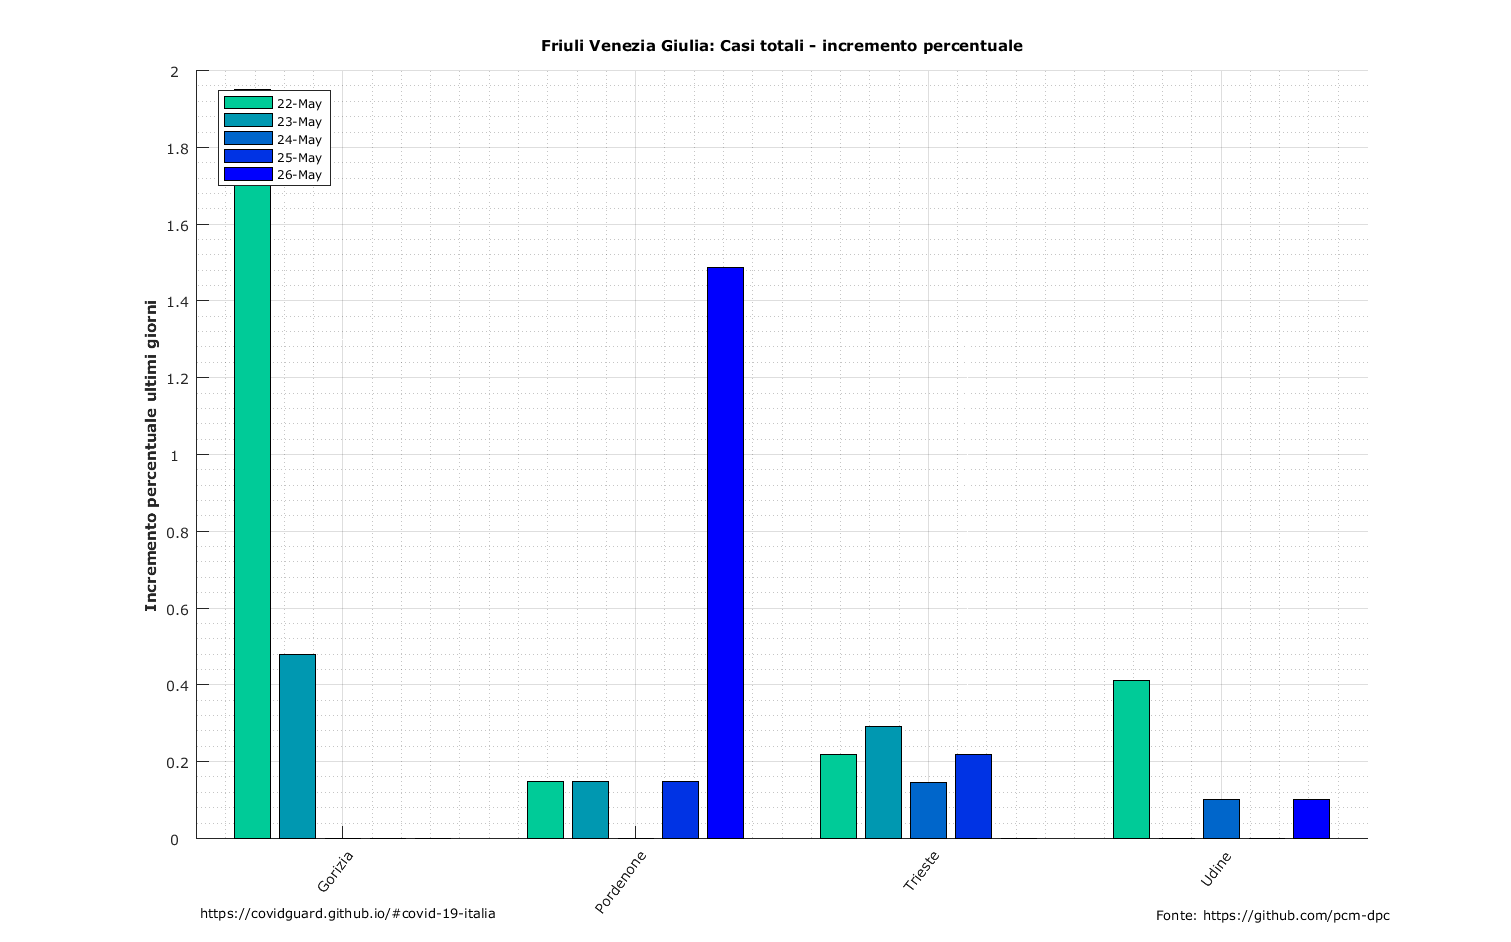 Friuli Venezia Giulia: Casi totali - incremento percentuale
Incremento percentuale ultimi giorni
2
1.8
1.6
1.4
1.2
1
0.8
0.6
0.4
0.2
0
22-May
23-May
24-May
25-May
26-May
Gorizia
Pordenone
Trieste
Udine
https://covidguard.github.io/#covid-19-italia
Fonte: https://github.com/pcm-dpc